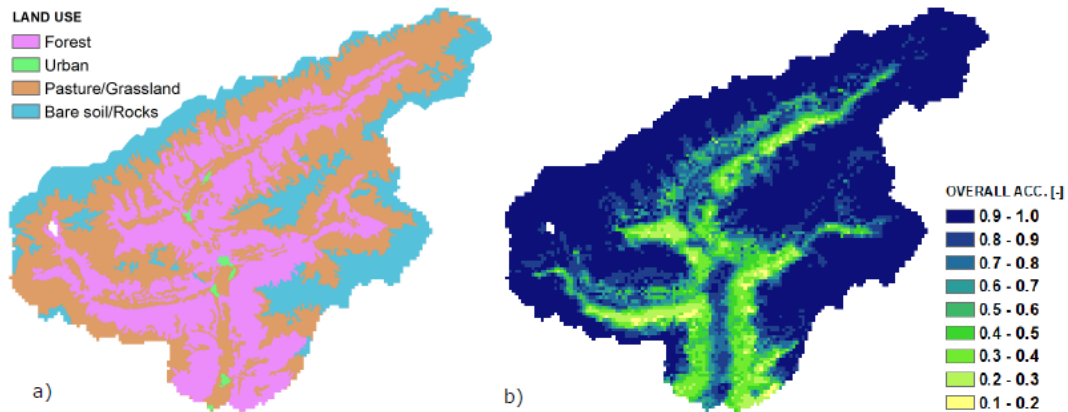 LAND USE
Forest
Urban
Pasture/Grassland
Bare soil/Rocks
a)
b)
OVERALL ACC. [-]
0.9 - 1.0
0.8 - 0.9
0.7 - 0.8
0.6 - 0.7
0.5 - 0.6
0.4 - 0.5
0.3 - 0.4
0.2 - 0.3
0.1 - 0.2